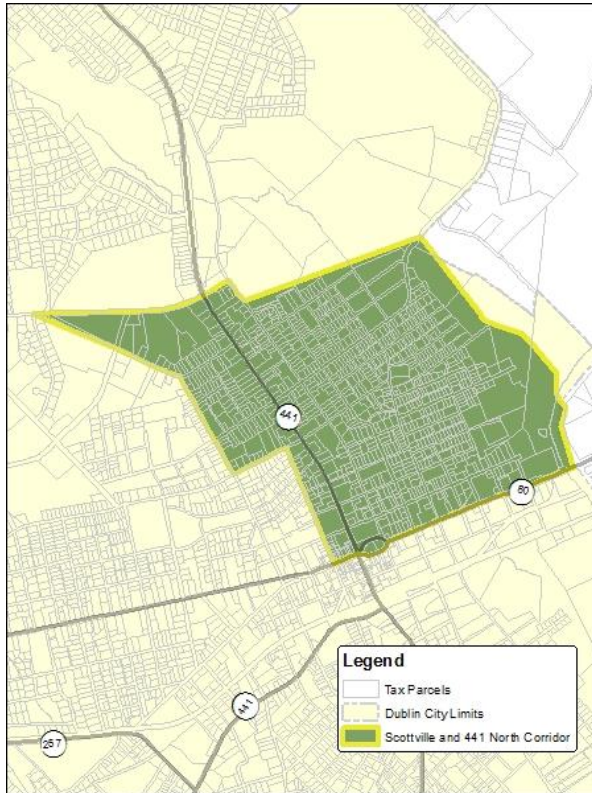 441
80
441
257
Legend
Tax Parcels
Dublin City Limits
Scottville and 441 North Corridor